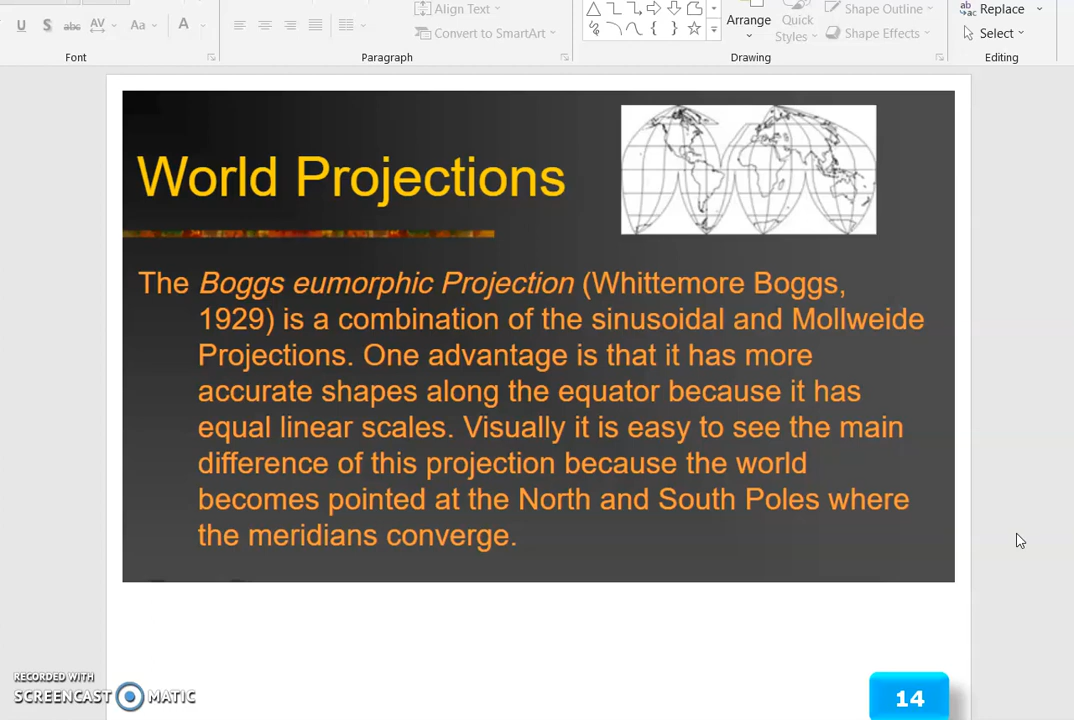 U S abc AV Aa A
Align Text
Convert to SmartArt
Arrange
Quick
Styles
Shape Outline
Shape Effects
Replace
Select
Font
Paragraph
Drawing
Editing
World Projections
The Boggs eumorphic Projection (Whittemore Boggs,
1929) is a combination of the sinusoidal and Mollweide
Projections. One advantage is that it has more
accurate shapes along the equator because it has
equal linear scales. Visually it is easy to see the main
difference of this projection because the world
becomes pointed at the North and South Poles where
the meridians converge.
RECORDED WITH
SCREENCAST MATIC
14